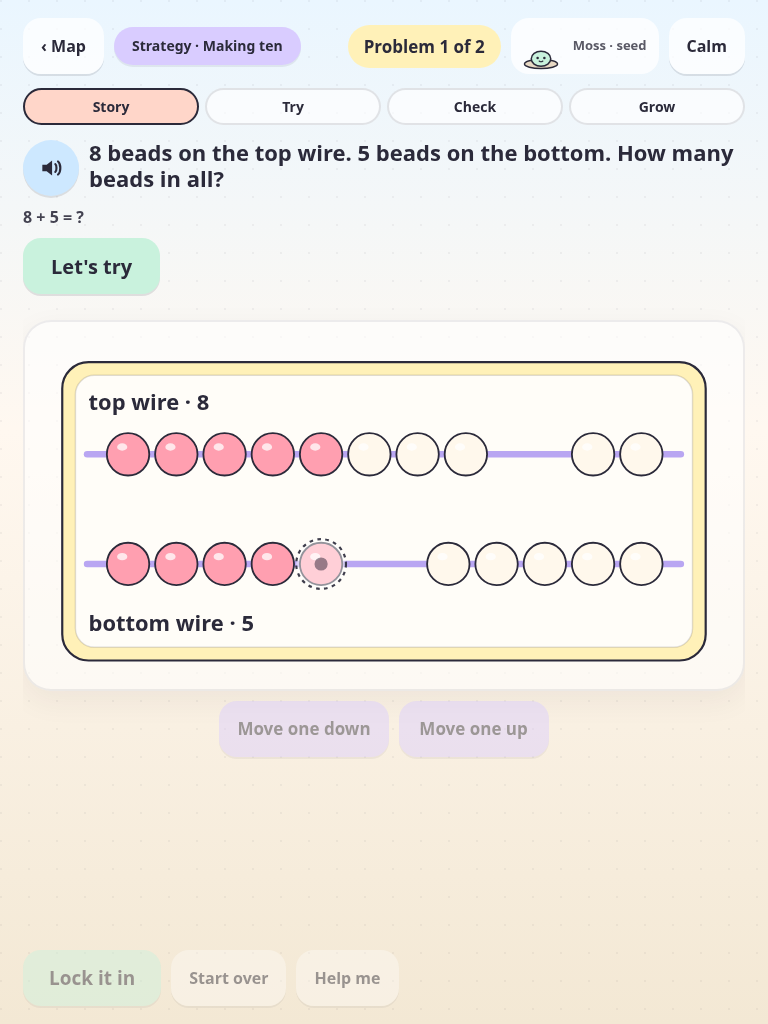 ‹ Map
Strategy · Making ten
Problem 1 of 2
Moss · seed
Calm
Story
Try
Check
Grow
8 beads on the top wire. 5 beads on the bottom. How many
beads in all?
8 + 5 = ?
Let's try
top wire · 8
bottom wire · 5
Move one down
Move one up
Lock it in
Start over
Help me